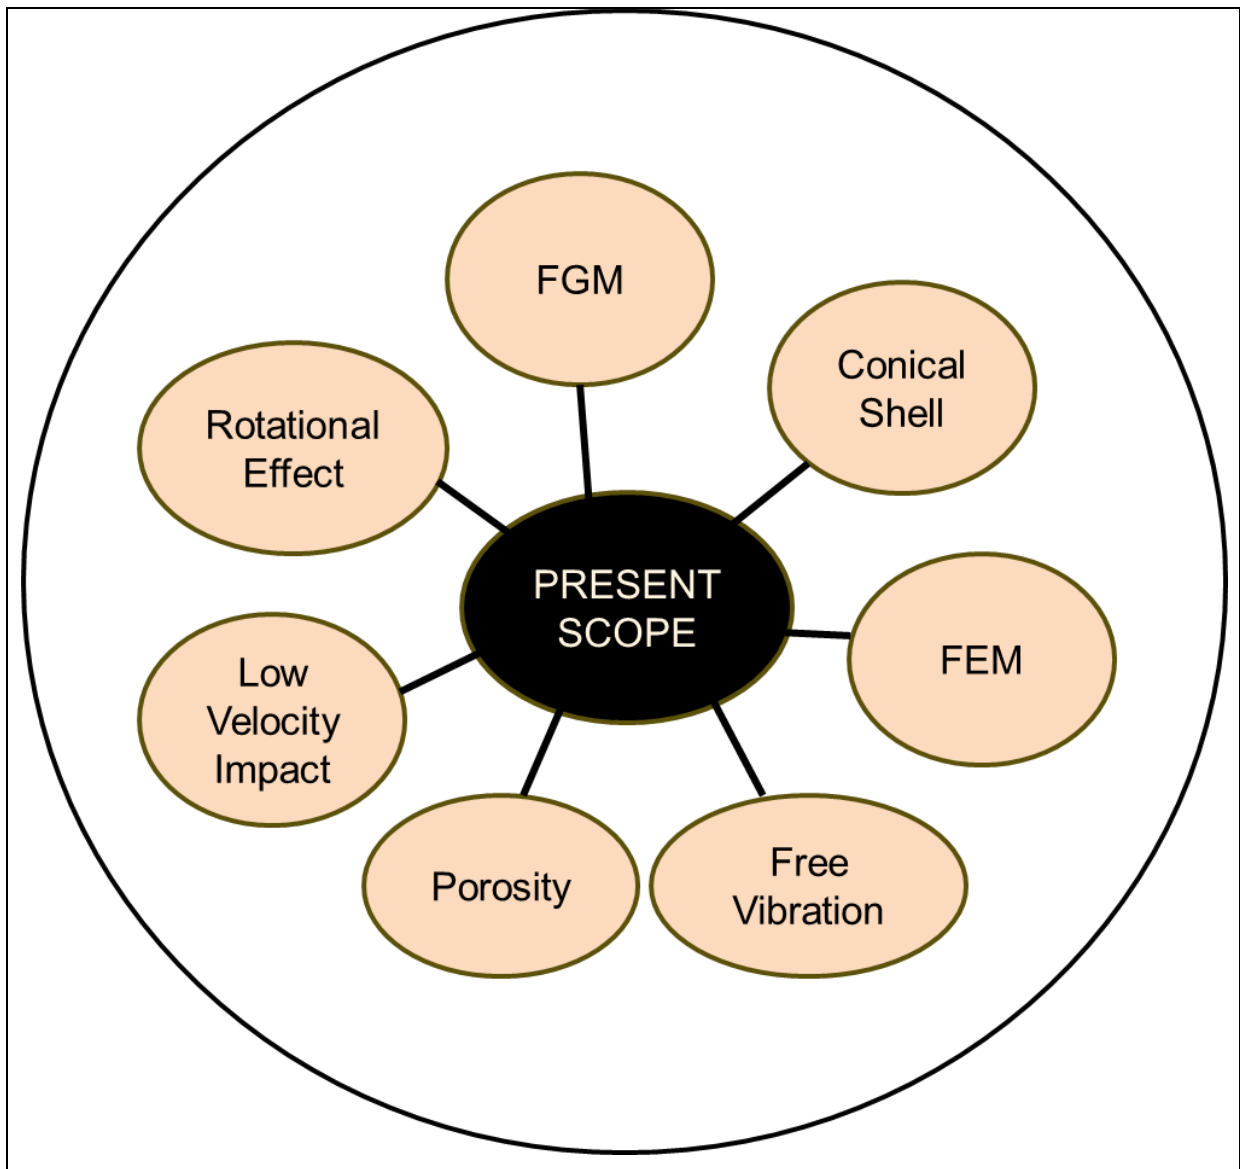 FGM
Conical
Shell
Rotational
Effect
PRESENT
SCOPE
FEM
Low
Velocity
Impact
Porosity
Free
Vibration